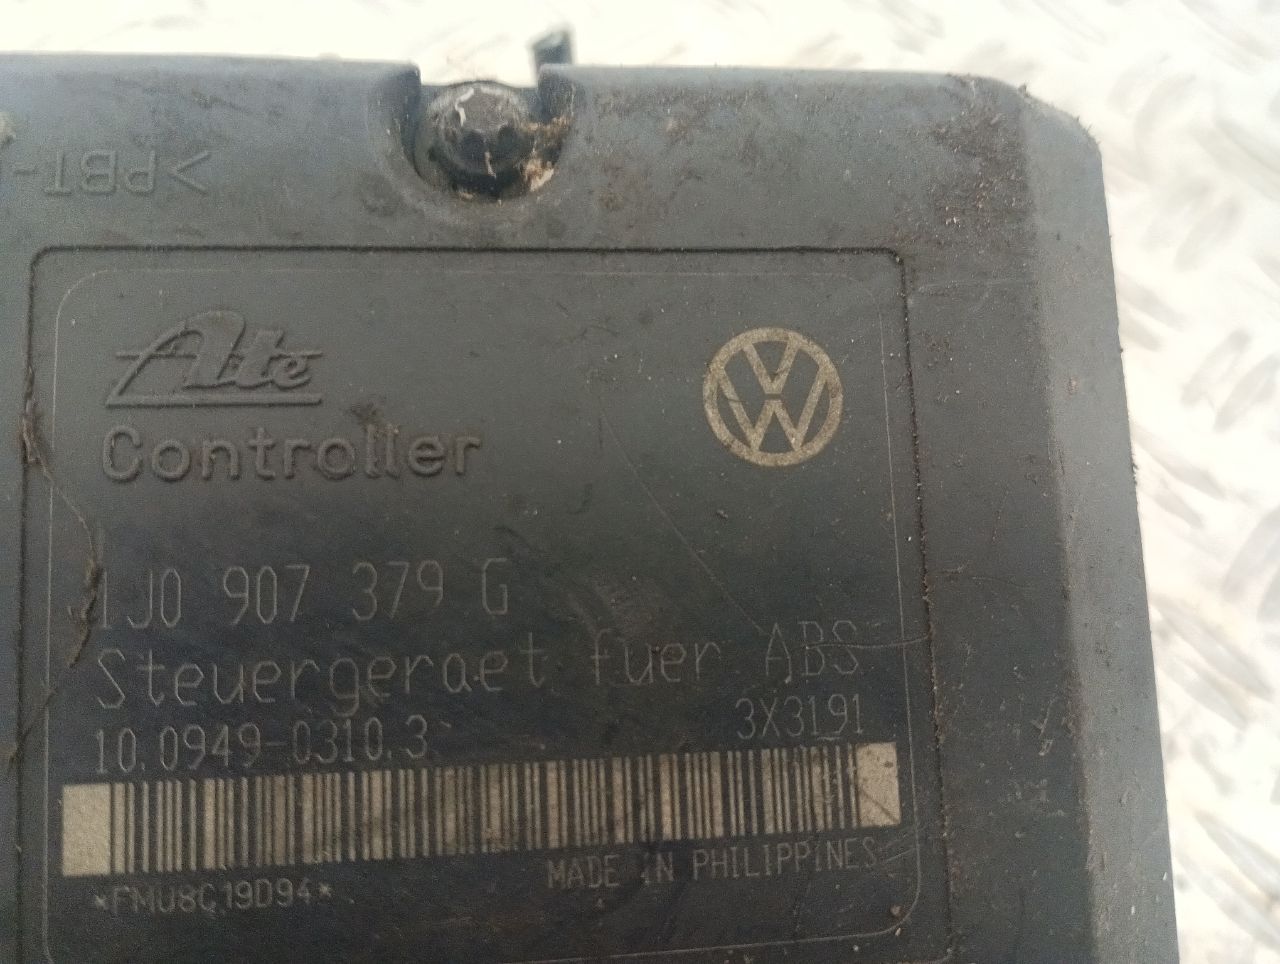 >PBT-
Ate
Controller
1J0 907 379 G
Steuergeraet fuer ABS
10.0949-0310.3 3X3191
*FMU8C19D94*
MADE IN PHILIPPINES